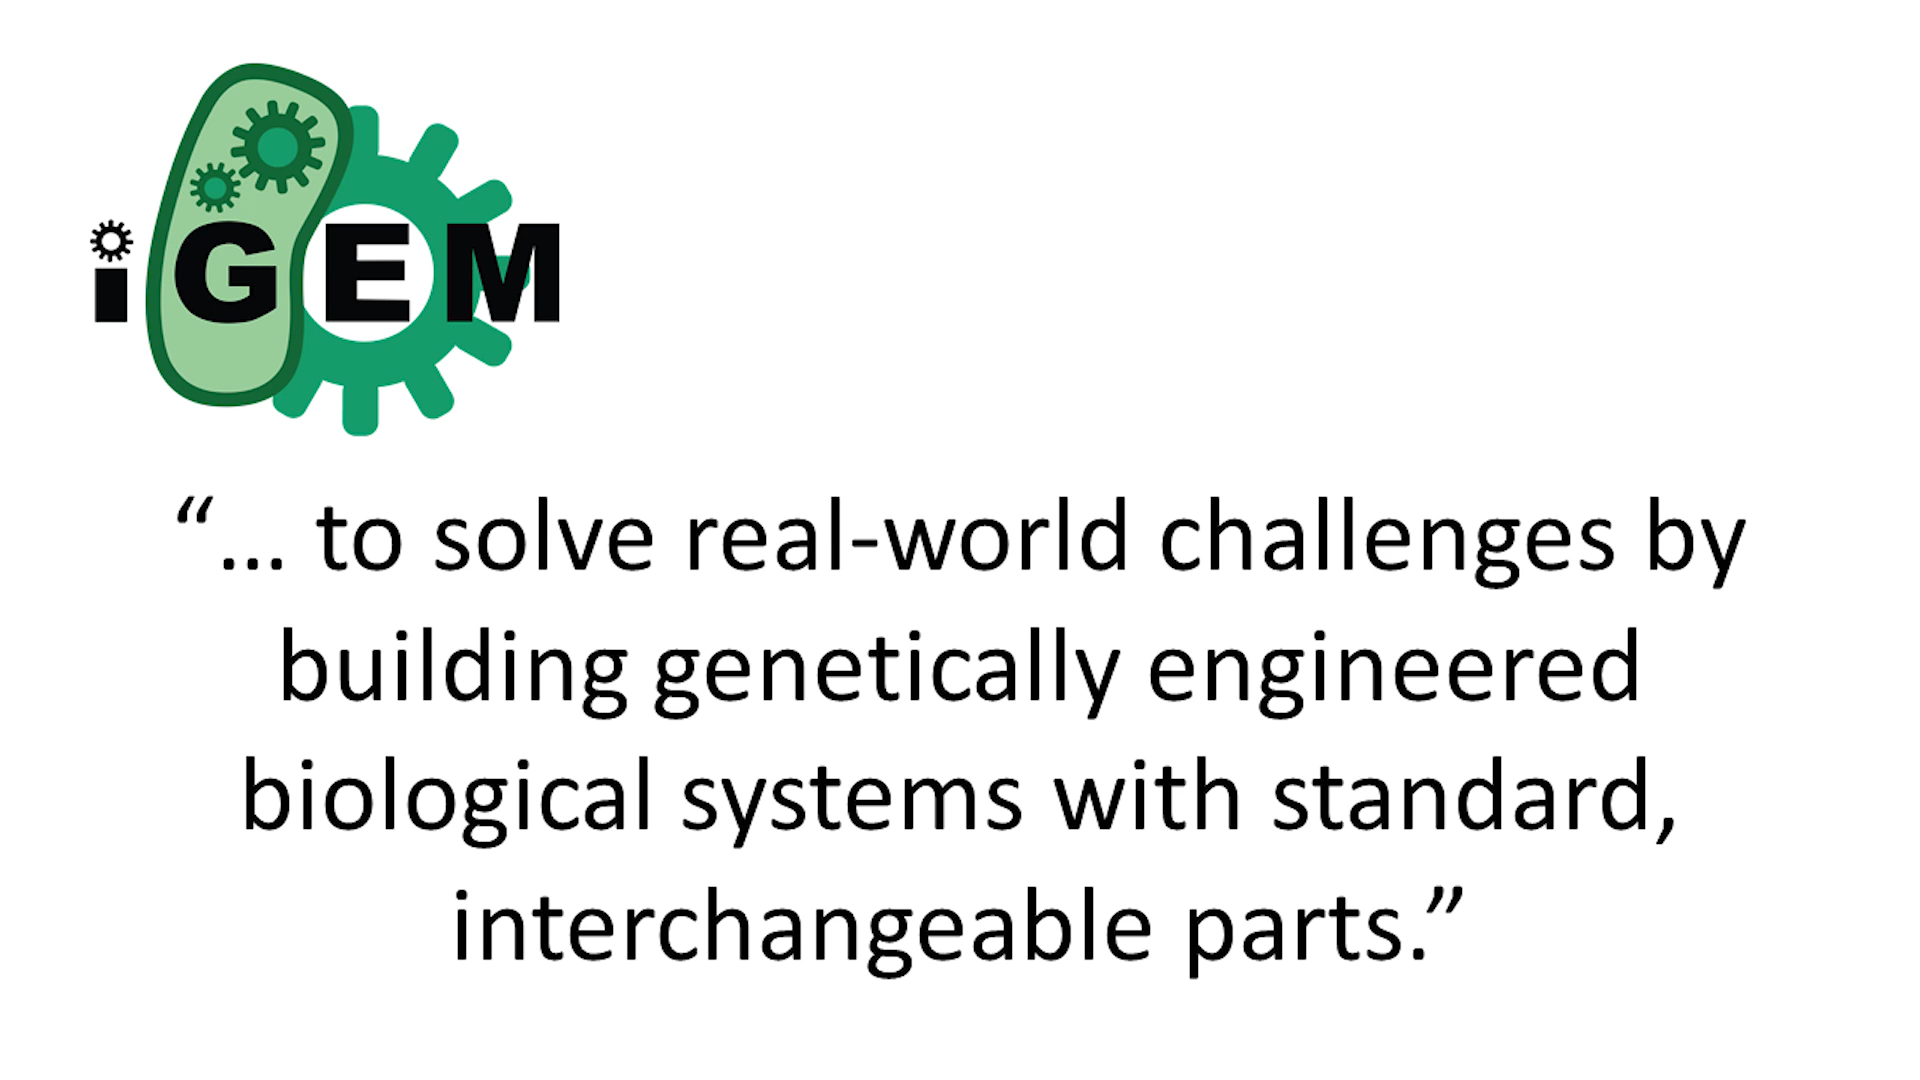 iGEM
“… to solve real-world challenges by
building genetically engineered
biological systems with standard,
interchangeable parts.”